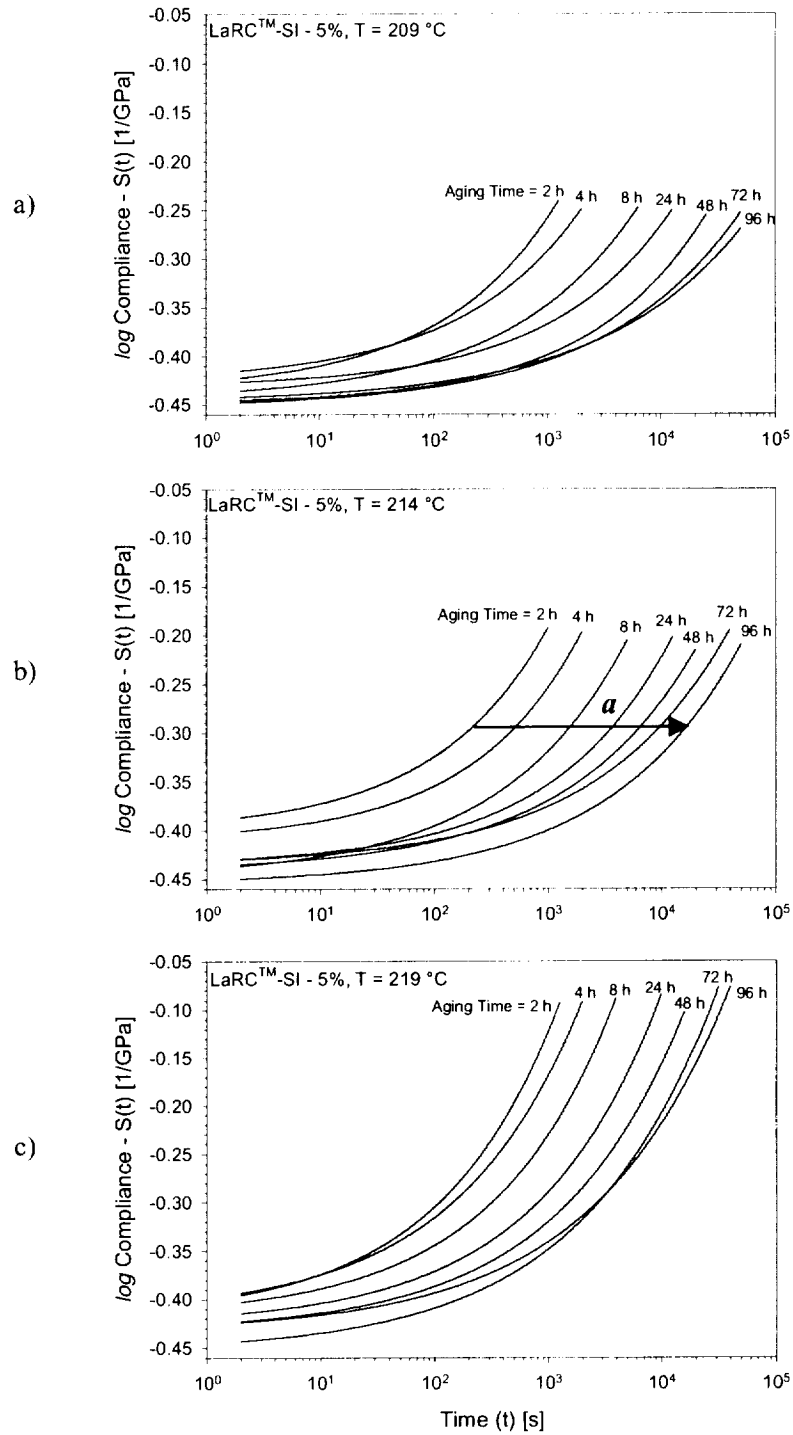 a)
LaRC™-SI - 5%, T = 209 °C
log Compliance - S(t) [1/GPa]
-0.05
-0.10
-0.15
-0.20
-0.25
-0.30
-0.35
-0.40
-0.45
Aging Time = 2 h
4 h
8 h
24 h
48 h
72 h
96 h
10⁰
10¹
10²
10³
10⁴
10⁵
b)
LaRC™-SI - 5%, T = 214 °C
log Compliance - S(t) [1/GPa]
-0.05
-0.10
-0.15
-0.20
-0.25
-0.30
-0.35
-0.40
-0.45
Aging Time = 2 h
4 h
8 h
24 h
48 h
72 h
96 h
a
10⁰
10¹
10²
10³
10⁴
10⁵
c)
LaRC™-SI - 5%, T = 219 °C
log Compliance - S(t) [1/GPa]
-0.05
-0.10
-0.15
-0.20
-0.25
-0.30
-0.35
-0.40
-0.45
Aging Time = 2 h
4 h
8 h
24 h
48 h
72 h
96 h
10⁰
10¹
10²
10³
10⁴
10⁵
Time (t) [s]